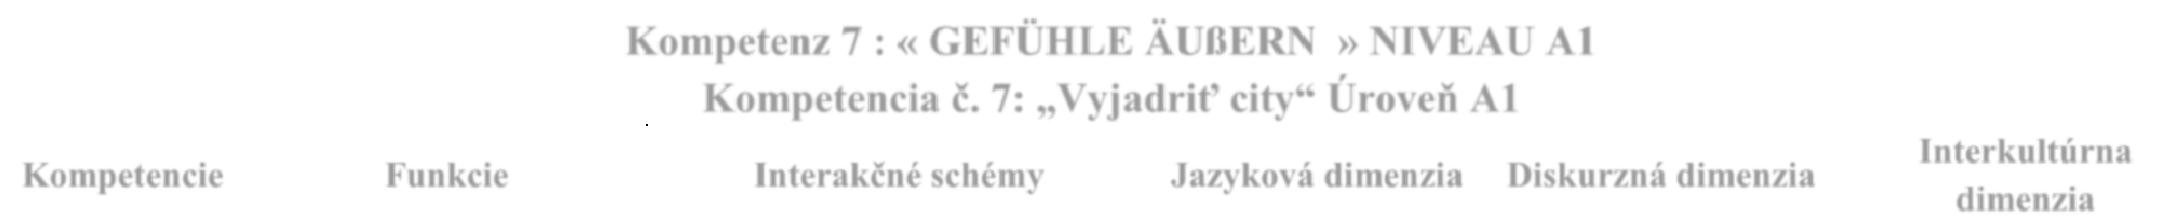 Kompetenz 7 : « GEFÜHLE ÄUßERN » NIVEAU A1
Kompetencia č. 7: „Vyjadriť city“ Úroveň A1
Kompetencie Funkcie Interakčné schémy Jazyková dimenzia Diskurzná dimenzia Interkultúrna
dimenzia